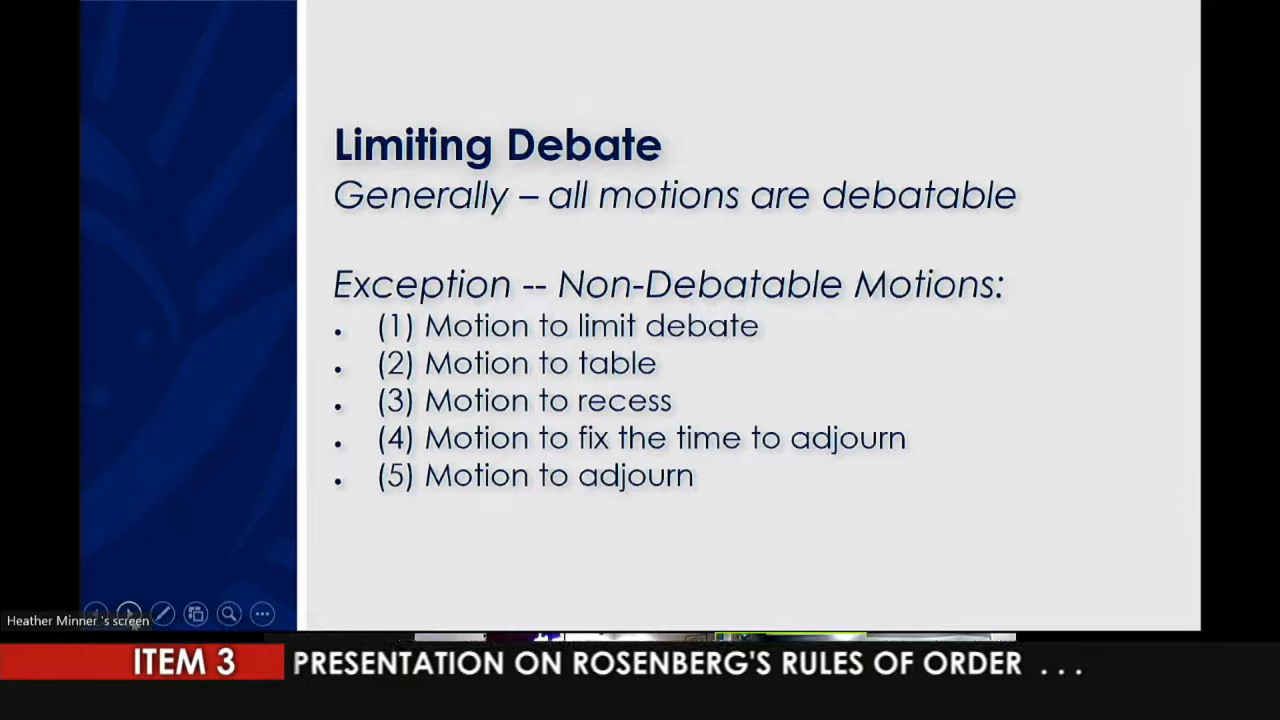 Limiting Debate
Generally – all motions are debatable
Exception -- Non-Debatable Motions:
• (1) Motion to limit debate
• (2) Motion to table
• (3) Motion to recess
• (4) Motion to fix the time to adjourn
• (5) Motion to adjourn
Heather Minner 's screen
ITEM 3 PRESENTATION ON ROSENBERG'S RULES OF ORDER . . .